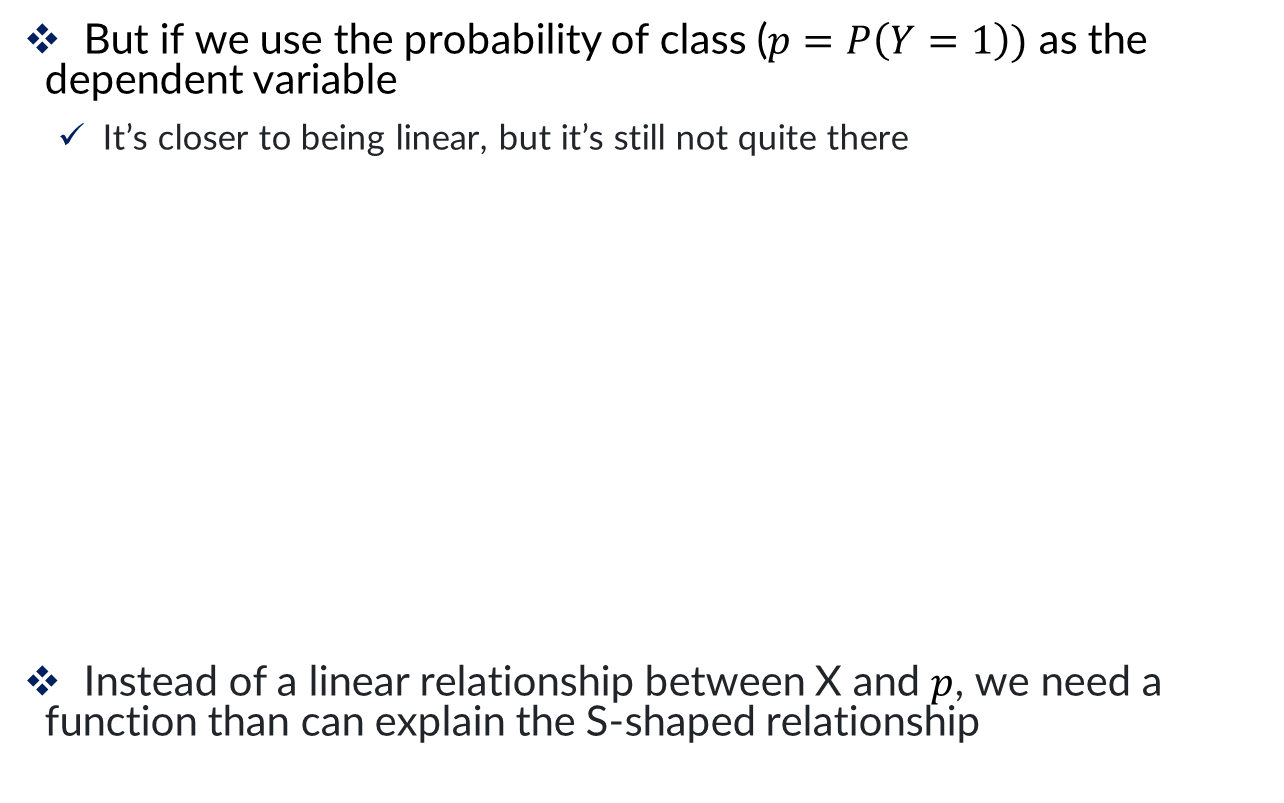 ❖ But if we use the probability of class (p = P(Y = 1)) as the
dependent variable
✓ It’s closer to being linear, but it’s still not quite there
❖ Instead of a linear relationship between X and p, we need a
function than can explain the S-shaped relationship